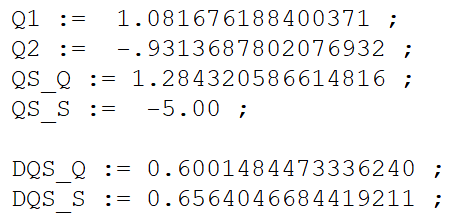 Q1 :=  1.081676188400371 ;
Q2 :=  -.9313687802076932 ;
QS_Q := 1.284320586614816 ;
QS_S :=  -5.00 ;
DQS_Q := 0.6001484473336240 ;
DQS_S := 0.6564046684419211 ;